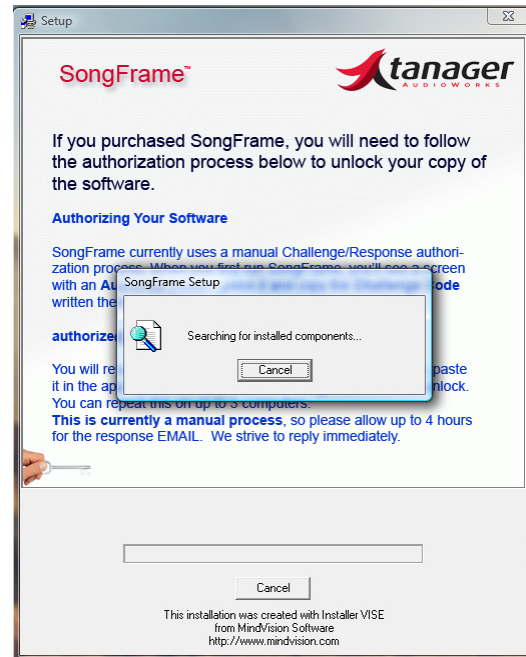 Setup
SongFrame™
tanager
AUDIOWORKS
If you purchased SongFrame, you will need to follow
the authorization process below to unlock your copy of
the software.
Authorizing Your Software
SongFrame currently uses a manual Challenge/Response authori-
zation process. When you first run SongFrame, you'll see a screen
with an Au
SongFrame Setup
written the
Searching for installed components...
authorize
Cancel
You will re paste
it in the ap nlock.
You can repeat this on up to 3 computers.
This is currently a manual process, so please allow up to 4 hours
for the response EMAIL. We strive to reply immediately.
Cancel
This installation was created with Installer VISE
from MindVision Software
http://www.mindvision.com